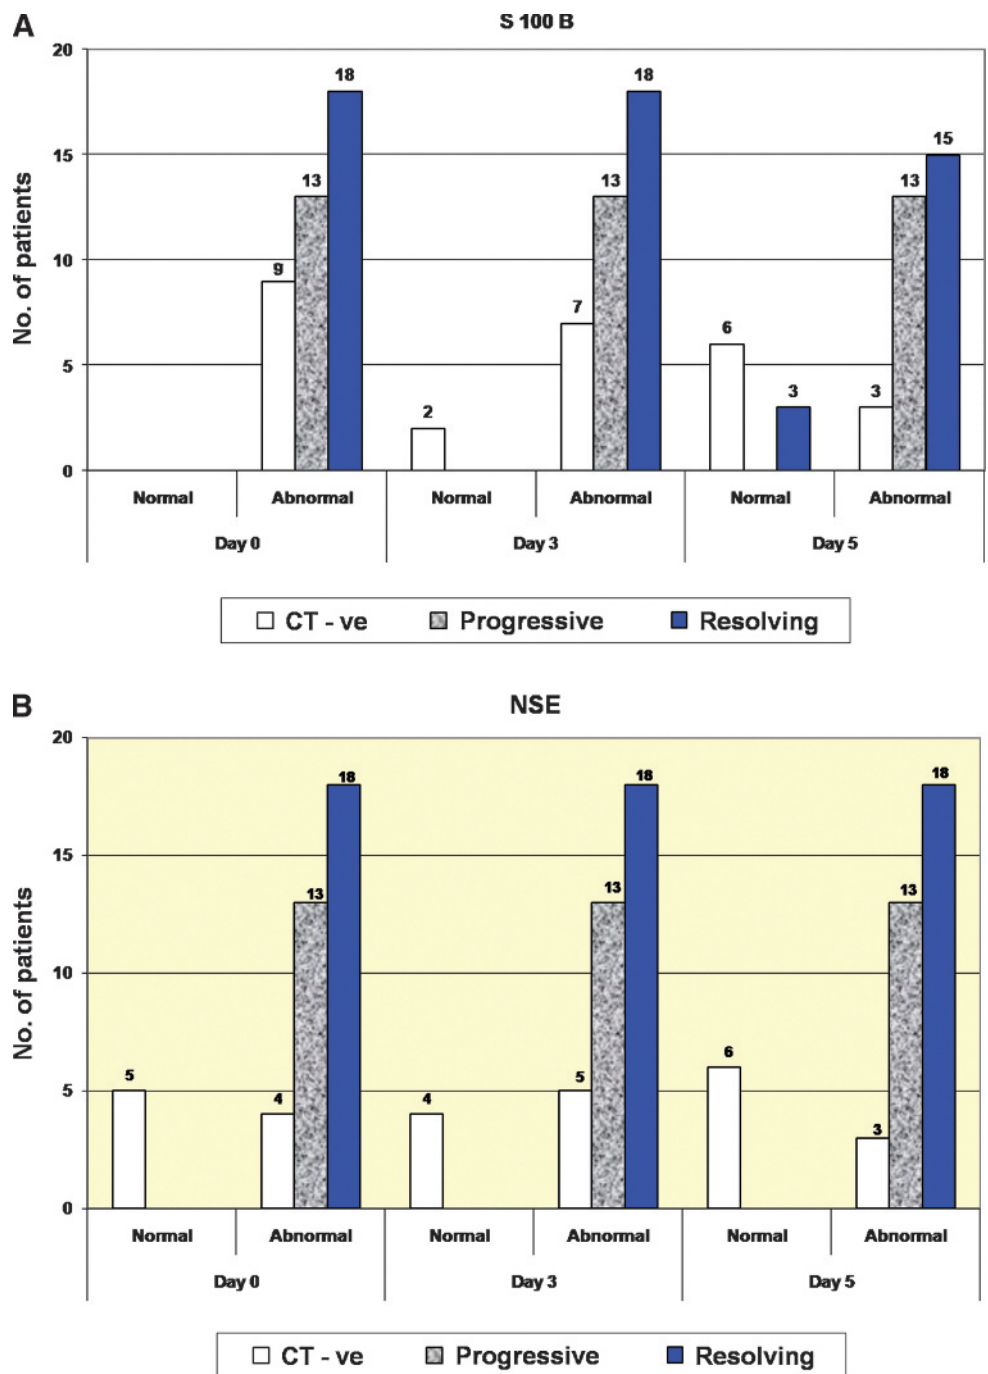 A
S 100 B
No. of patients
20
15
10
5
0
9
13
18
2
7
13
18
6
3
3
13
15
Normal Abnormal Normal Abnormal Normal Abnormal
Day 0 Day 3 Day 5
CT - ve Progressive Resolving
B
NSE
No. of patients
20
15
10
5
0
5
4
13
18
4
5
13
18
6
3
13
18
Normal Abnormal Normal Abnormal Normal Abnormal
Day 0 Day 3 Day 5
CT - ve Progressive Resolving